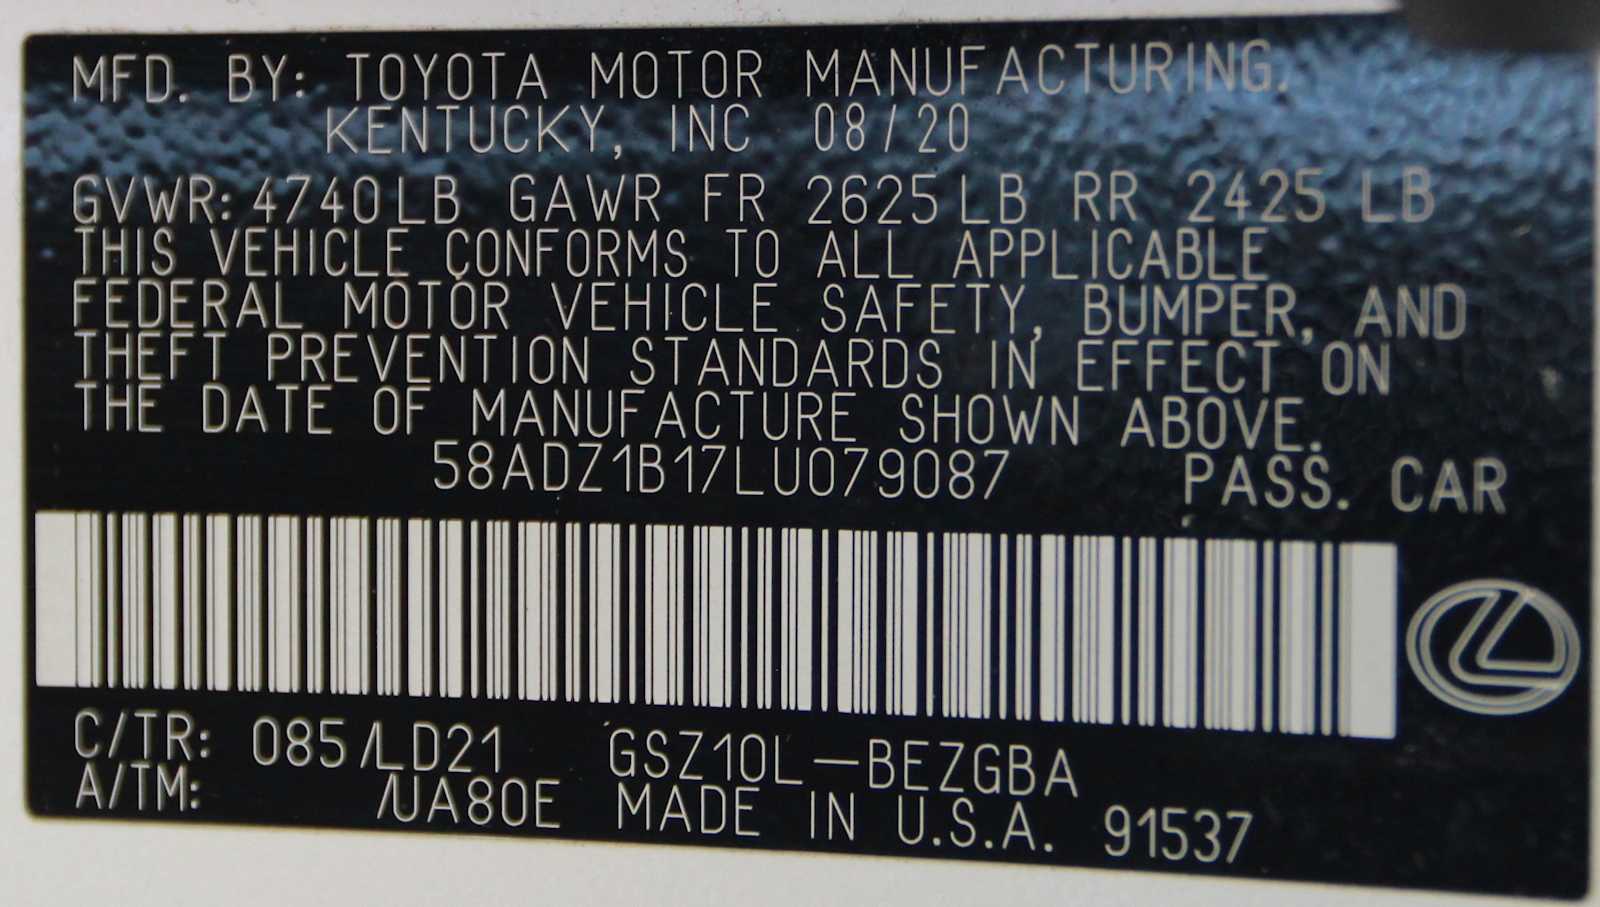 MFD. BY: TOYOTA MOTOR MANUFACTURING.
KENTUCKY, INC 08/20
GVWR: 4740LB GAWR FR 2625LB RR 2425 LB
THIS VEHICLE CONFORMS TO ALL APPLICABLE
FEDERAL MOTOR VEHICLE SAFETY, BUMPER, AND
THEFT PREVENTION STANDARDS IN EFFECT ON
THE DATE OF MANUFACTURE SHOWN ABOVE.
58ADZ1B17LU079087 PASS. CAR
C/TR: 085/LD21 GSZ10L-BEZGBA
A/TM: /UA80E MADE IN U.S.A. 91537